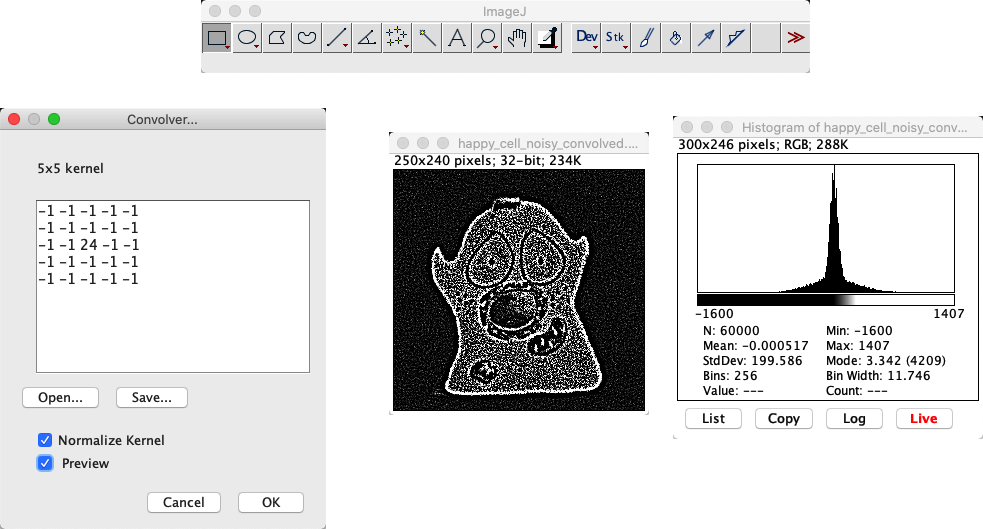 ImageJ
Dev Stk
Convolver...
5x5 kernel
-1 -1 -1 -1 -1
-1 -1 -1 -1 -1
-1 -1 24 -1 -1
-1 -1 -1 -1 -1
-1 -1 -1 -1 -1
Open... Save...
Normalize Kernel
Preview
Cancel OK
happy_cell_noisy_convolved....
250x240 pixels; 32-bit; 234K
Histogram of happy_cell_noisy_conv...
300x246 pixels; RGB; 288K
-1600 1407
N: 60000 Min: -1600
Mean: -0.000517 Max: 1407
StdDev: 199.586 Mode: 3.342 (4209)
Bins: 256 Bin Width: 11.746
Value: --- Count: ---
List Copy Log Live